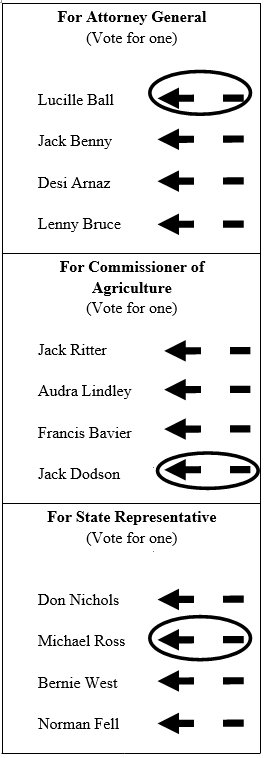 For Attorney General
(Vote for one)
Lucille Ball
Jack Benny
Desi Arnaz
Lenny Bruce
For Commissioner of
Agriculture
(Vote for one)
Jack Ritter
Audra Lindley
Francis Bavier
Jack Dodson
For State Representative
(Vote for one)
Don Nichols
Michael Ross
Bernie West
Norman Fell